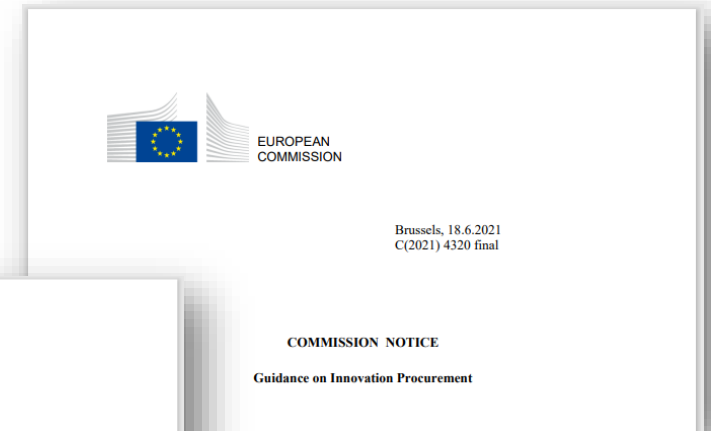 EUROPEAN
COMMISSION
Brussels, 18.6.2021
C(2021) 4320 final
COMMISSION NOTICE
Guidance on Innovation Procurement